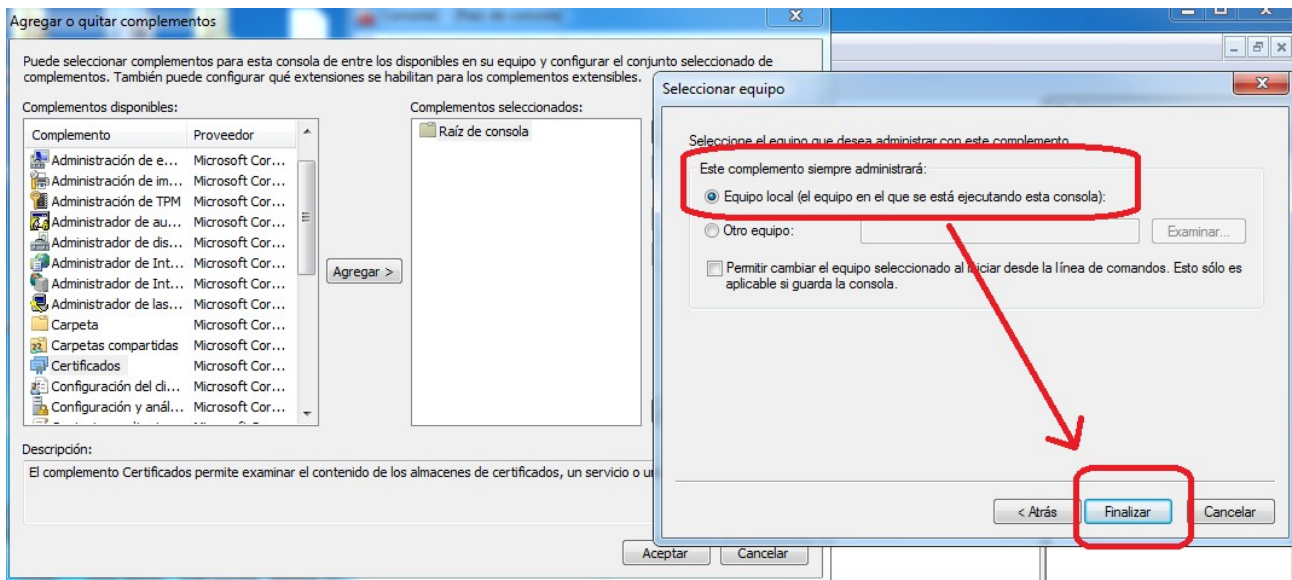 Agregar o quitar complementos
Puede seleccionar complementos para esta consola de entre los disponibles en su equipo y configurar el conjunto seleccionado de
complementos. También puede configurar qué extensiones se habilitan para los complementos extensibles.
Complementos disponibles:
Complemento Proveedor
Administración de e... Microsoft Cor...
Administración de im... Microsoft Cor...
Administración de TPM Microsoft Cor...
Administrador de au... Microsoft Cor...
Administrador de dis... Microsoft Cor...
Administrador de Int... Microsoft Cor...
Administrador de Int... Microsoft Cor...
Administrador de las... Microsoft Cor...
Carpeta Microsoft Cor...
Carpetas compartidas Microsoft Cor...
Certificados Microsoft Cor...
Configuración del di... Microsoft Cor...
Configuración y anál... Microsoft Cor...
Agregar >
Complementos seleccionados:
Raíz de consola
Descripción:
El complemento Certificados permite examinar el contenido de los almacenes de certificados, un servicio o
Aceptar Cancelar
Seleccionar equipo
Seleccione el equipo que desea administrar con este complemento.
Este complemento siempre administrará:
Equipo local (el equipo en el que se está ejecutando esta consola):
Otro equipo: Examinar...
Permitir cambiar el equipo seleccionado al iniciar desde la línea de comandos. Esto sólo es
aplicable si guarda la consola.
< Atrás Finalizar Cancelar